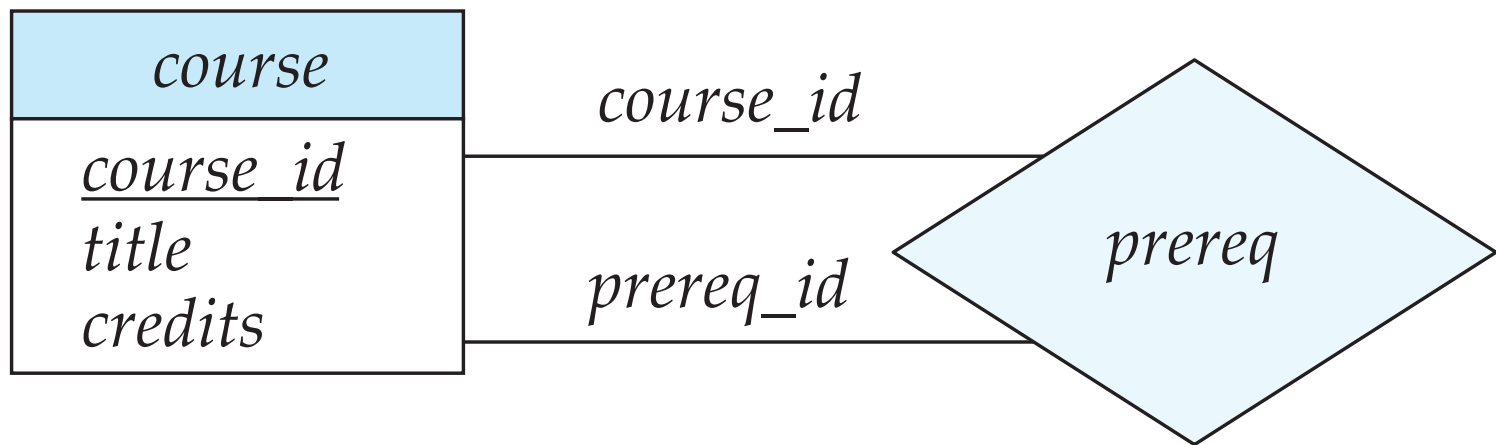 course
course_id
title
credits
course_id
prereq_id
prereq